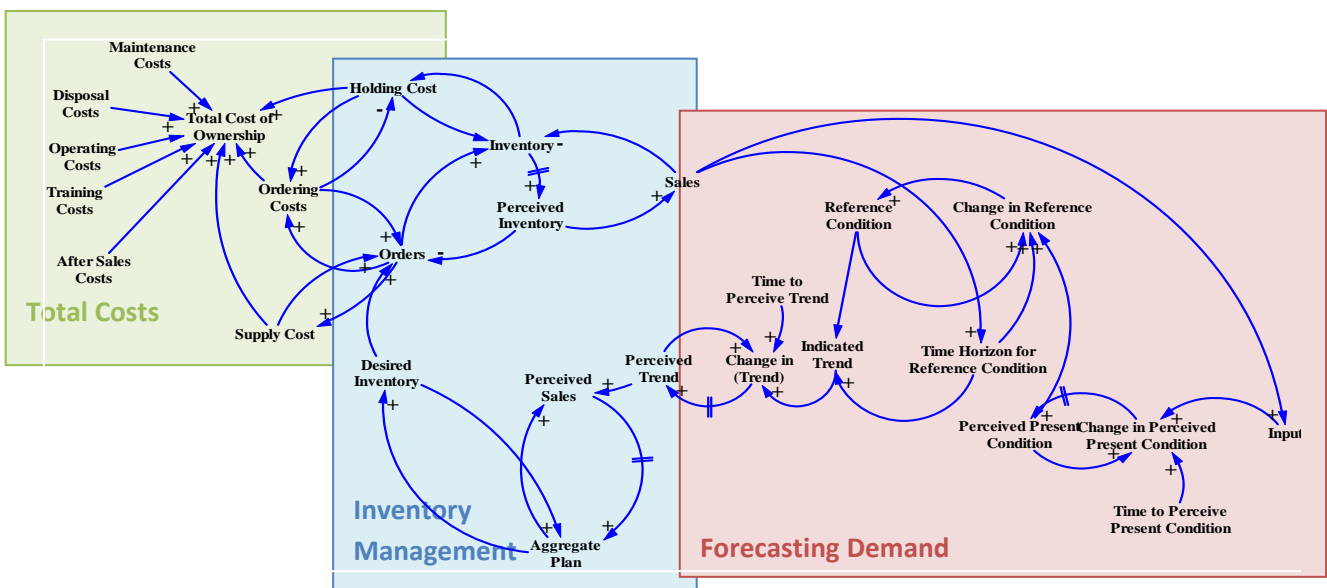 Maintenance
Costs
Disposal
Costs
Total Cost of
Ownership
Operating
Costs
Training
Costs
After Sales
Costs
Total Costs
Holding Cost
Ordering
Costs
Orders
Supply Cost
Inventory
Perceived
Inventory
Sales
Desired
Inventory
Perceived
Sales
Aggregate
Plan
Inventory
Management
Perceived
Trend
Change in
(Trend)
Time to
Perceive Trend
Indicated
Trend
Reference
Condition
Change in Reference
Condition
Time Horizon for
Reference Condition
Perceived Present
Condition
Change in Perceived
Present Condition
Input
Time to Perceive
Present Condition
Forecasting Demand